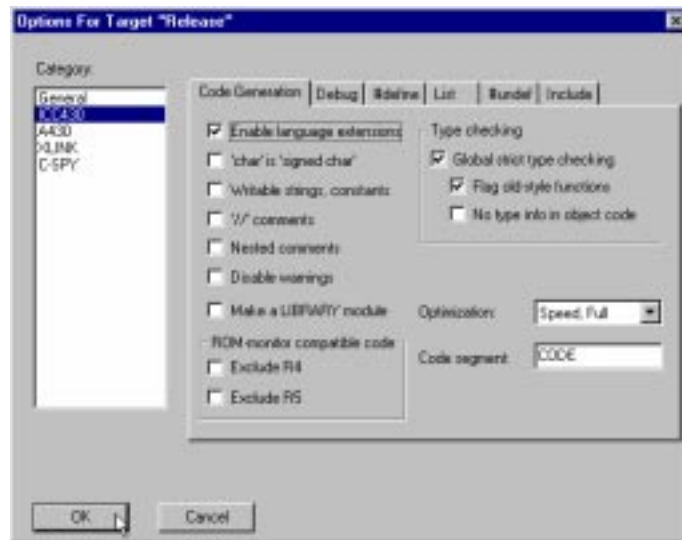 Options For Target "Release"
Category:
General
ICC430
A430
XLINK
C-SPY
Code Generation
Debug
#define
List
#undef
Include
Enable language extensions
'char' is 'signed char'
Writable strings, constants
'//' comments
Nested comments
Disable warnings
Make a LIBRARY module
ROM-monitor compatible code
Exclude R4
Exclude R5
Type checking
Global strict type checking
Flag old-style functions
No type info in object code
Optimization:
Speed, Full
Code segment:
CODE
OK
Cancel